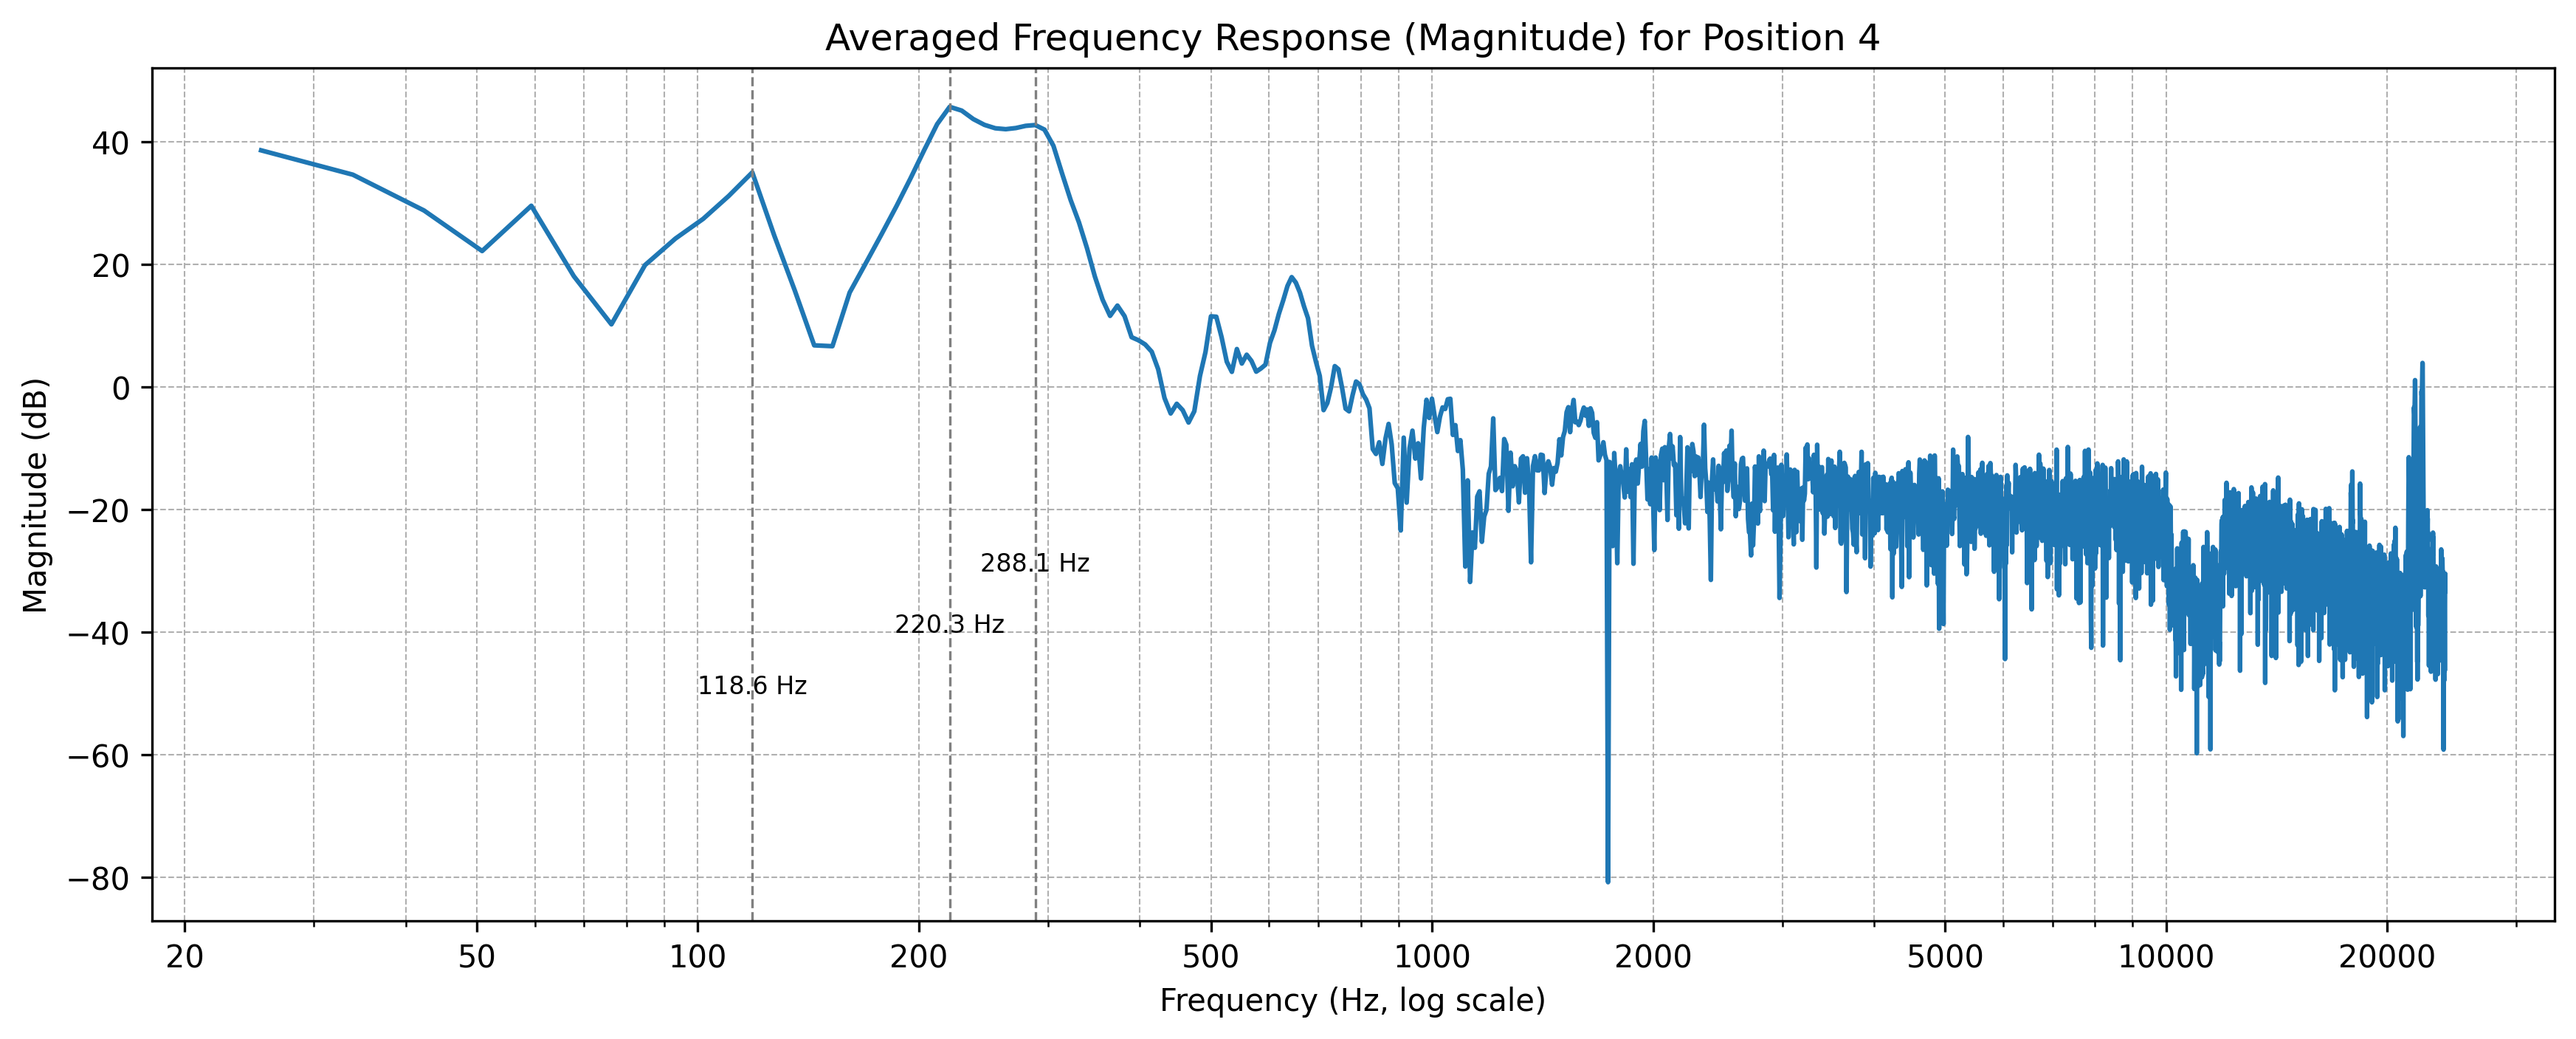 Averaged Frequency Response (Magnitude) for Position 4
Magnitude (dB)
40
20
0
−20
−40
−60
−80
288.1 Hz
220.3 Hz
118.6 Hz
20
50
100
200
500
1000
2000
5000
10000
20000
Frequency (Hz, log scale)